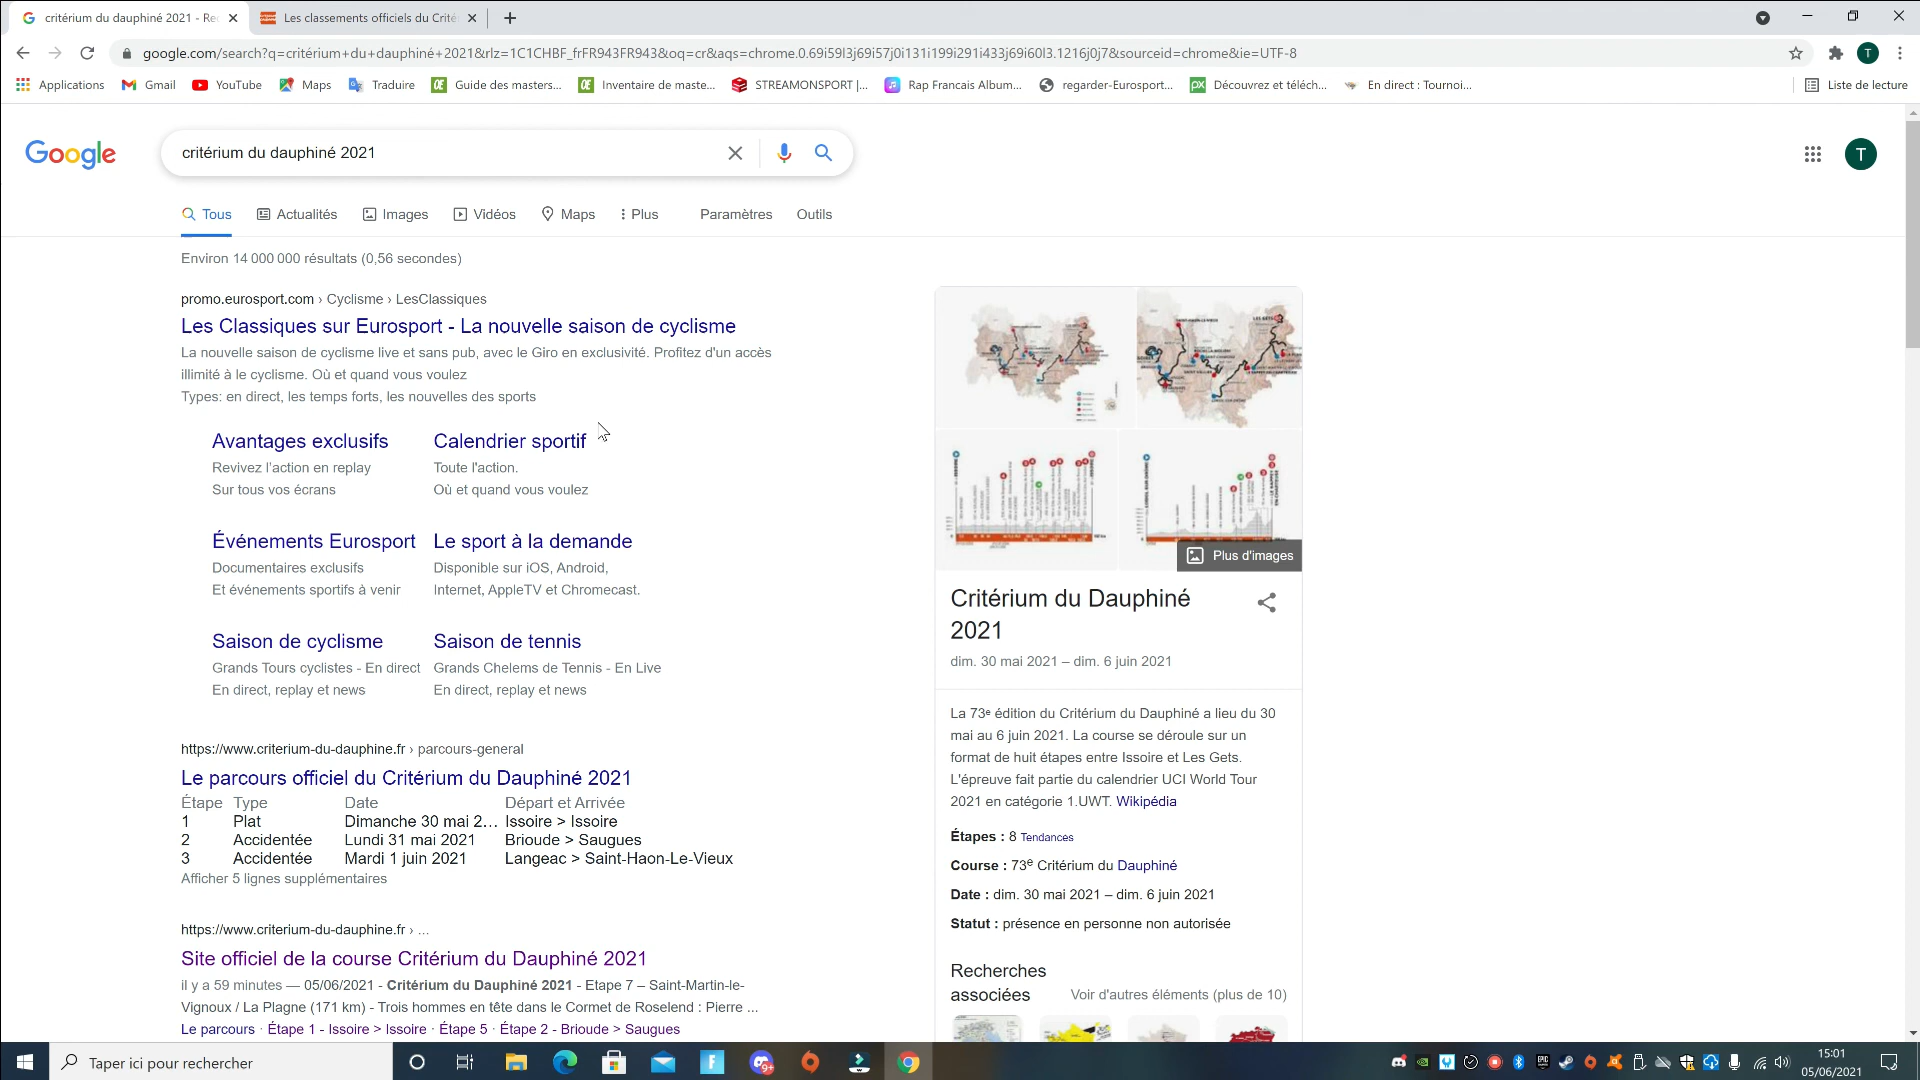 critérium du dauphiné 2021 - Re
Les classements officiels du Crité
google.com/search?q=critérium+du+dauphiné+2021&rlz=1C1CHBF_frFR943FR943&oq=cr&aqs=chrome.0.69i59l3j69i57j0i131i199i291i433j69i60l3.1216j0j7&sourceid=chrome&ie=UTF-8
T
Applications
Gmail
YouTube
Maps
Traduire
Guide des masters...
Inventaire de maste...
STREAMONSPORT |...
Rap Francais Album...
regarder-Eurosport...
Découvrez et téléch...
En direct : Tournoi...
Liste de lecture
Google
critérium du dauphiné 2021
T
Tous
Actualités
Images
Vidéos
Maps
Plus
Paramètres
Outils
Environ 14 000 000 résultats (0,56 secondes)
promo.eurosport.com › Cyclisme › LesClassiques
Les Classiques sur Eurosport - La nouvelle saison de cyclisme
La nouvelle saison de cyclisme live et sans pub, avec le Giro en exclusivité. Profitez d'un accès
illimité à le cyclisme. Où et quand vous voulez
Types: en direct, les temps forts, les nouvelles des sports
Avantages exclusifs
Revivez l'action en replay
Sur tous vos écrans
Calendrier sportif
Toute l'action.
Où et quand vous voulez
Événements Eurosport
Documentaires exclusifs
Et événements sportifs à venir
Le sport à la demande
Disponible sur iOS, Android,
Internet, AppleTV et Chromecast.
Saison de cyclisme
Grands Tours cyclistes - En direct
En direct, replay et news
Saison de tennis
Grands Chelems de Tennis - En Live
En direct, replay et news
https://www.criterium-du-dauphine.fr › parcours-general
Le parcours officiel du Critérium du Dauphiné 2021
Étape Type Date Départ et Arrivée
1 Plat Dimanche 30 mai 2... Issoire > Issoire
2 Accidentée Lundi 31 mai 2021 Brioude > Saugues
3 Accidentée Mardi 1 juin 2021 Langeac > Saint-Haon-Le-Vieux
Afficher 5 lignes supplémentaires
https://www.criterium-du-dauphine.fr › ...
Site officiel de la course Critérium du Dauphiné 2021
il y a 59 minutes — 05/06/2021 - Critérium du Dauphiné 2021 - Etape 7 – Saint-Martin-le-
Vignoux / La Plagne (171 km) - Trois hommes en tête dans le Cormet de Roselend : Pierre ...
Le parcours · Étape 1 - Issoire > Issoire · Étape 5 · Étape 2 - Brioude > Saugues
Plus d'images
Critérium du Dauphiné
2021
dim. 30 mai 2021 – dim. 6 juin 2021
La 73e édition du Critérium du Dauphiné a lieu du 30
mai au 6 juin 2021. La course se déroule sur un
format de huit étapes entre Issoire et Les Gets.
L'épreuve fait partie du calendrier UCI World Tour
2021 en catégorie 1.UWT. Wikipédia
Étapes : 8 Tendances
Course : 73e Critérium du Dauphiné
Date : dim. 30 mai 2021 – dim. 6 juin 2021
Statut : présence en personne non autorisée
Recherches
associées
Voir d'autres éléments (plus de 10)
Taper ici pour rechercher
15:01
05/06/2021